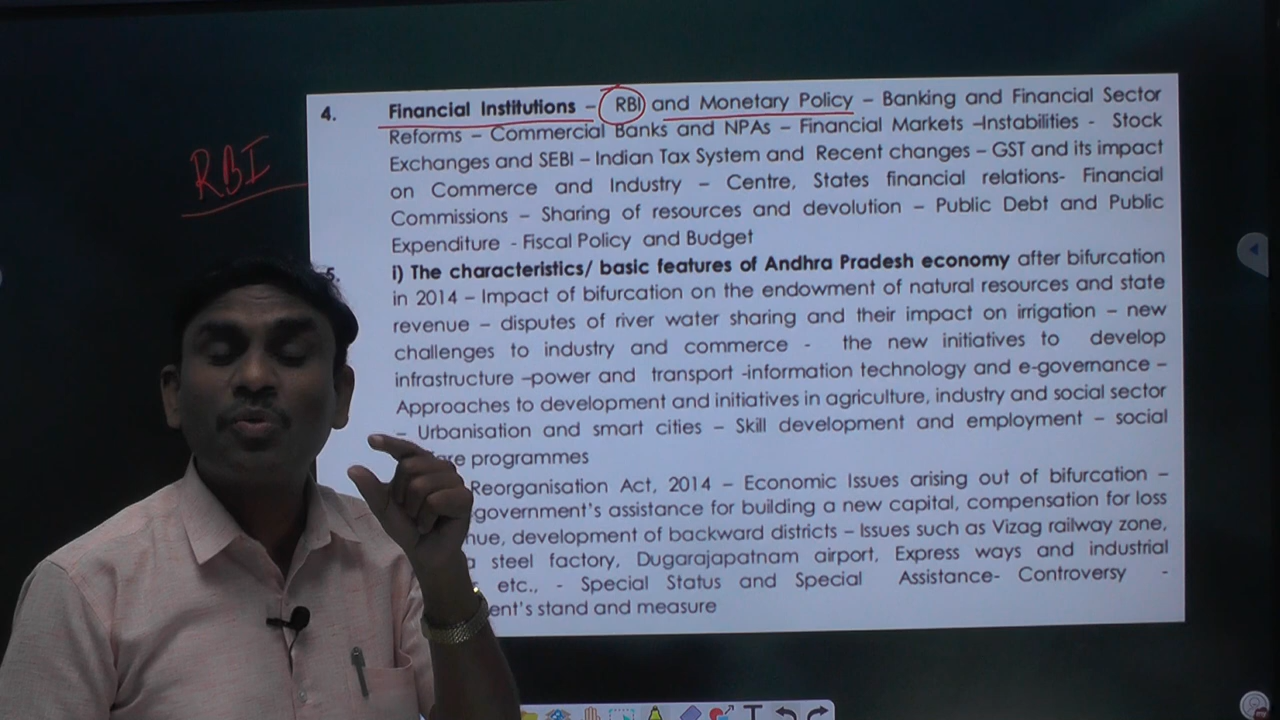 4. Financial Institutions – RBI and Monetary Policy – Banking and Financial Sector
Reforms – Commercial Banks and NPAs – Financial Markets –Instabilities - Stock
RBI
Exchanges and SEBI – Indian Tax System and Recent changes – GST and its impact
on Commerce and Industry – Centre, States financial relations- Financial
Commissions – Sharing of resources and devolution – Public Debt and Public
Expenditure - Fiscal Policy and Budget
5. i) The characteristics/ basic features of Andhra Pradesh economy after bifurcation
in 2014 – Impact of bifurcation on the endowment of natural resources and state
revenue – disputes of river water sharing and their impact on irrigation – new
challenges to industry and commerce - the new initiatives to develop
infrastructure –power and transport -information technology and e-governance –
Approaches to development and initiatives in agriculture, industry and social sector
– Urbanisation and smart cities – Skill development and employment – social
programmes
Reorganisation Act, 2014 – Economic Issues arising out of bifurcation –
government's assistance for building a new capital, compensation for loss
development of backward districts – Issues such as Vizag railway zone,
steel factory, Dugarajapatnam airport, Express ways and industrial
etc., - Special Status and Special Assistance- Controversy -
stand and measure